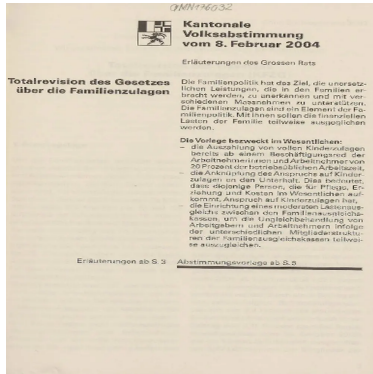 Kantonale
Volksabstimmung
vom 8. Februar 2004
Erläuterungen des Grossen Rats
Totalrevision des Gesetzes
über die Familienzulagen
Die Familienpolitik hat das Ziel, die unersetz-
lichen Leistungen, die in den Familien er-
bracht werden, zu anerkennen und mit ver-
schiedenen Massnahmen zu unterstützen.
Die Familienzulagen sind ein Element der Fa-
milienpolitik. Mit ihnen sollen die finanziellen
Lasten der Familie teilweise ausgeglichen
werden.
Die Vorlage bezweckt im Wesentlichen:
– die Auszahlung von vollen Kinderzulagen
bereits ab einem Beschäftigungsgrad der
Arbeitnehmerinnen und Arbeitnehmer von
20 Prozent der betriebsüblichen Arbeitszeit,
– die Anknüpfung des Anspruchs auf Kinder-
zulagen an den Unterhalt. Dies bedeutet,
dass diejenige Person, die für Pflege, Er-
ziehung und Kosten im Wesentlichen auf-
kommt, Anspruch auf Kinderzulagen hat,
– die Einrichtung eines moderaten Lastenaus-
gleichs zwischen den Familienausgleichs-
kassen, um die Ungleichbehandlung von
Arbeitgebern und Arbeitnehmern infolge
der unterschiedlichen Mitgliederstruktu-
ren der Familienausgleichskassen teilwei-
se auszugleichen.
Erläuterungen ab S. 3
Abstimmungsvorlage ab S. 9